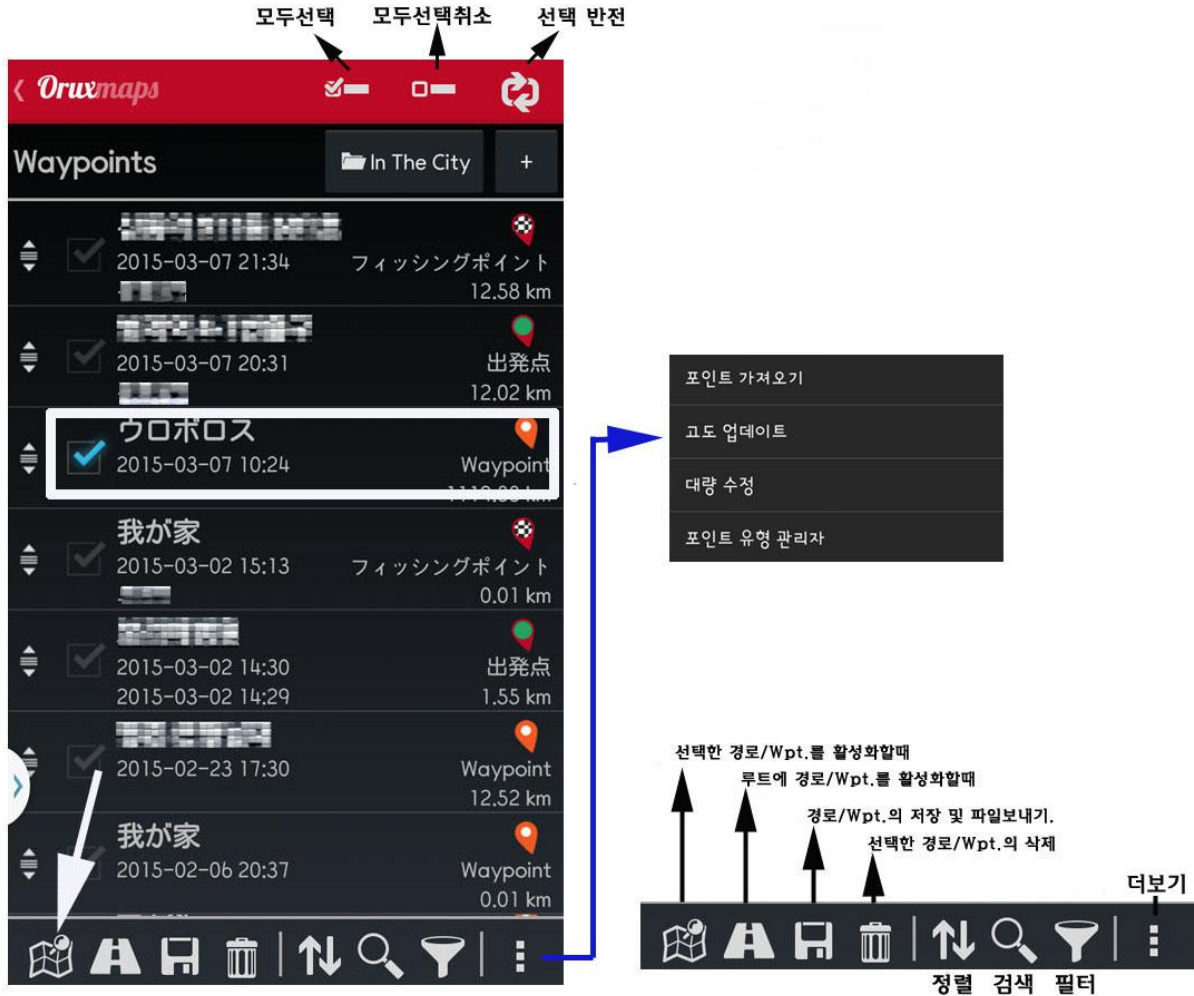 모두선택 모두선택취소 선택 반전
Oruxmaps
Waypoints In The City +
2015-03-07 21:34 フィッシングポイント
12.58 km
2015-03-07 20:31 出発点
12.02 km
ウロボロス
2015-03-07 10:24 Waypoint
km
我が家
2015-03-02 15:13 フィッシングポイント
0.01 km
2015-03-02 14:30 出発点
2015-03-02 14:29 1.55 km
2015-02-23 17:30 Waypoint
12.52 km
我が家
2015-02-06 20:37 Waypoint
0.01 km
포인트 가져오기
고도 업데이트
대량 수정
포인트 유형 관리자
선택한 경로/Wpt.를 활성화할때
루트에 경로/Wpt.를 활성화할때
경로/Wpt.의 저장 및 파일보내기.
선택한 경로/Wpt.의 삭제
더보기
정렬 검색 필터